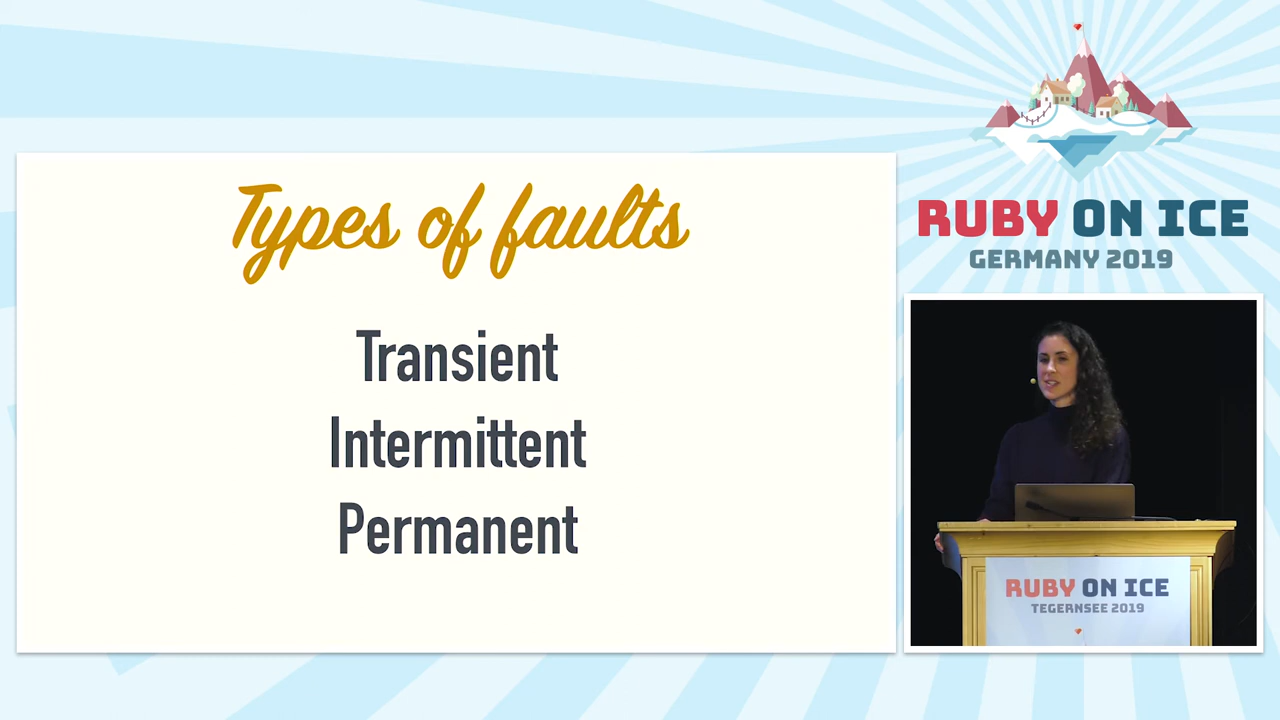 Types of faults
Transient
Intermittent
Permanent
RUBY ON ICE
GERMANY 2019
RUBY ON ICE
TEGERNSEE 2019